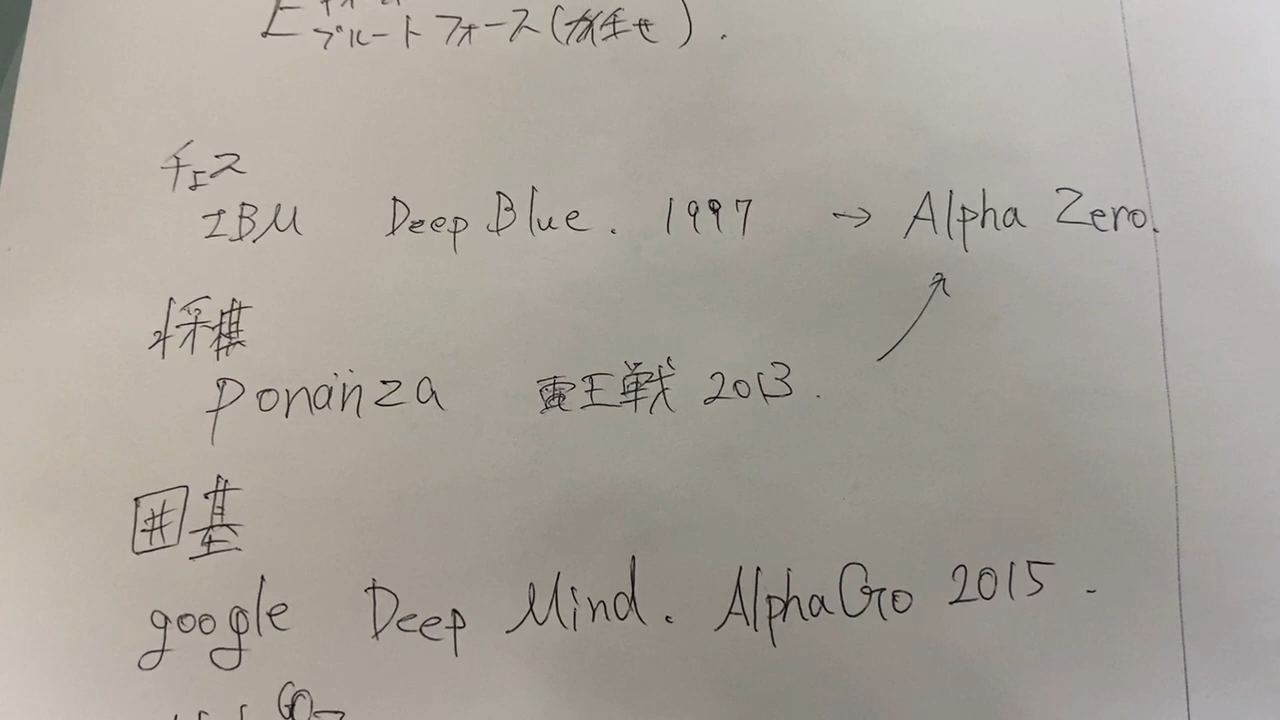 ブルートフォース(力任せ).
チェス
IBM Deep Blue. 1997 → Alpha Zero.
将棋
Ponanza 電王戦 2013.
囲碁
google Deep Mind. AlphaGo 2015.